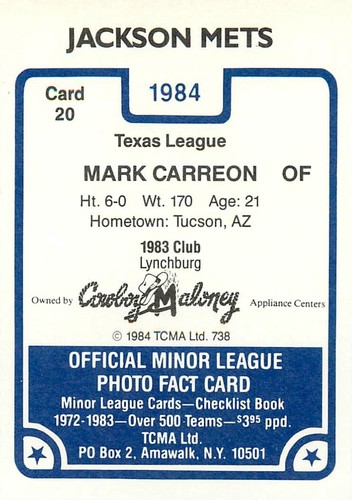 JACKSON METS
Card 20
1984
Texas League
MARK CARREON OF
Ht. 6-0 Wt. 170 Age: 21
Hometown: Tucson, AZ
1983 Club
Lynchburg
Owned by Cowboy Maloney Appliance Centers
© 1984 TCMA Ltd. 738
OFFICIAL MINOR LEAGUE
PHOTO FACT CARD
Minor League Cards—Checklist Book
1972-1983—Over 500 Teams—$3.95 ppd.
TCMA Ltd.
PO Box 2, Amawalk, N.Y. 10501